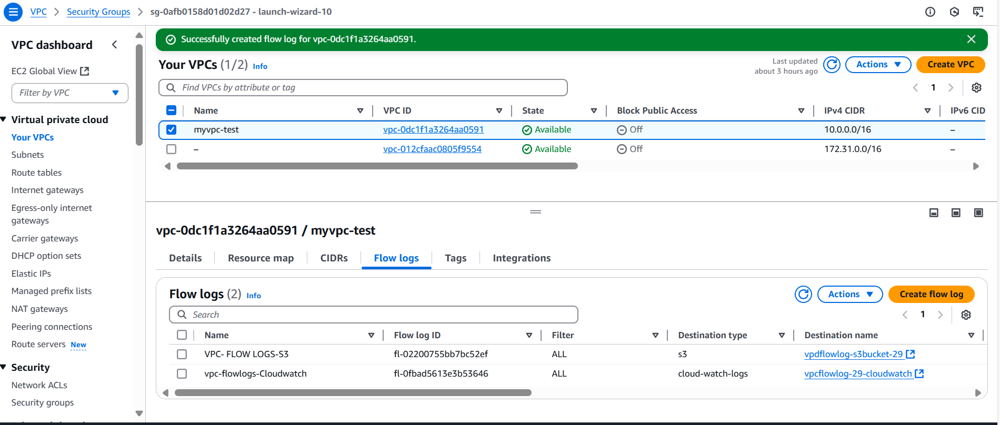 VPC > Security Groups > sg-0afb0158d01d02d27 - launch-wizard-10
VPC dashboard
EC2 Global View
Filter by VPC
Virtual private cloud
Your VPCs
Subnets
Route tables
Internet gateways
Egress-only internet
gateways
Carrier gateways
DHCP option sets
Elastic IPs
Managed prefix lists
NAT gateways
Peering connections
Route servers New
Security
Network ACLs
Security groups
Successfully created flow log for vpc-0dc1f1a3264aa0591.
Your VPCs (1/2) Info
Last updated
about 3 hours ago
Actions
Create VPC
Find VPCs by attribute or tag
1
Name VPC ID State Block Public Access IPv4 CIDR IPv6 CID
myvpc-test vpc-0dc1f1a3264aa0591 Available Off 10.0.0.0/16 –
– vpc-012cfaac0805f9554 Available Off 172.31.0.0/16 –
vpc-0dc1f1a3264aa0591 / myvpc-test
Details Resource map CIDRs Flow logs Tags Integrations
Flow logs (2) Info
Actions
Create flow log
Search
1
Name Flow log ID Filter Destination type Destination name
VPC- FLOW LOGS-S3 fl-02200755bb7bc52ef ALL s3 vpdflowlog-s3bucket-29
vpc-flowlogs-Cloudwatch fl-0fbad5613e3b53646 ALL cloud-watch-logs vpcflowlog-29-cloudwatch